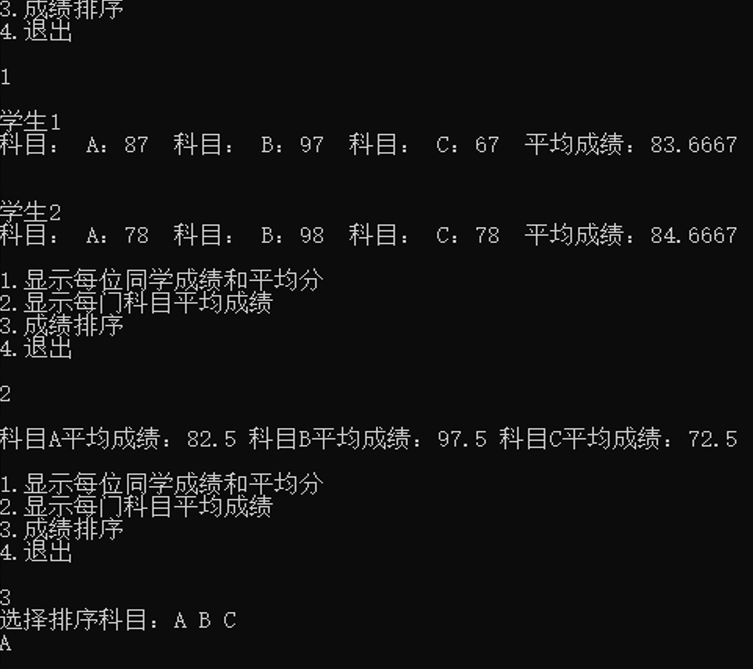 3.成绩排序
4.退出
1
学生1
科目： A：87 科目： B：97 科目： C：67 平均成绩：83.6667
学生2
科目： A：78 科目： B：98 科目： C：78 平均成绩：84.6667
1.显示每位同学成绩和平均分
2.显示每门科目平均成绩
3.成绩排序
4.退出
2
科目A平均成绩：82.5 科目B平均成绩：97.5 科目C平均成绩：72.5
1.显示每位同学成绩和平均分
2.显示每门科目平均成绩
3.成绩排序
4.退出
3
选择排序科目：A B C
A